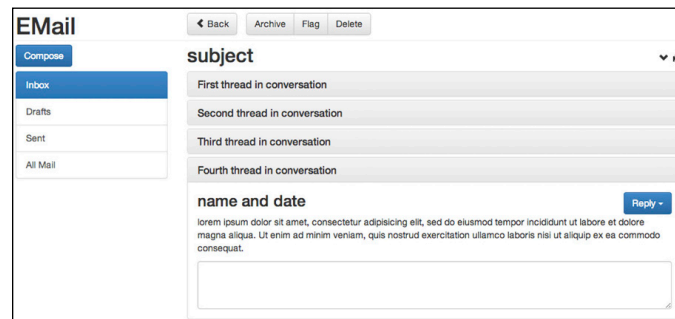 EMail
Back Archive Flag Delete
Compose
subject
Inbox
Drafts
Sent
All Mail
First thread in conversation
Second thread in conversation
Third thread in conversation
Fourth thread in conversation
name and date
Reply
lorem ipsum dolor sit amet, consectetur adipisicing elit, sed do eiusmod tempor incididunt ut labore et dolore
magna aliqua. Ut enim ad minim veniam, quis nostrud exercitation ullamco laboris nisi ut aliquip ex ea commodo
consequat.